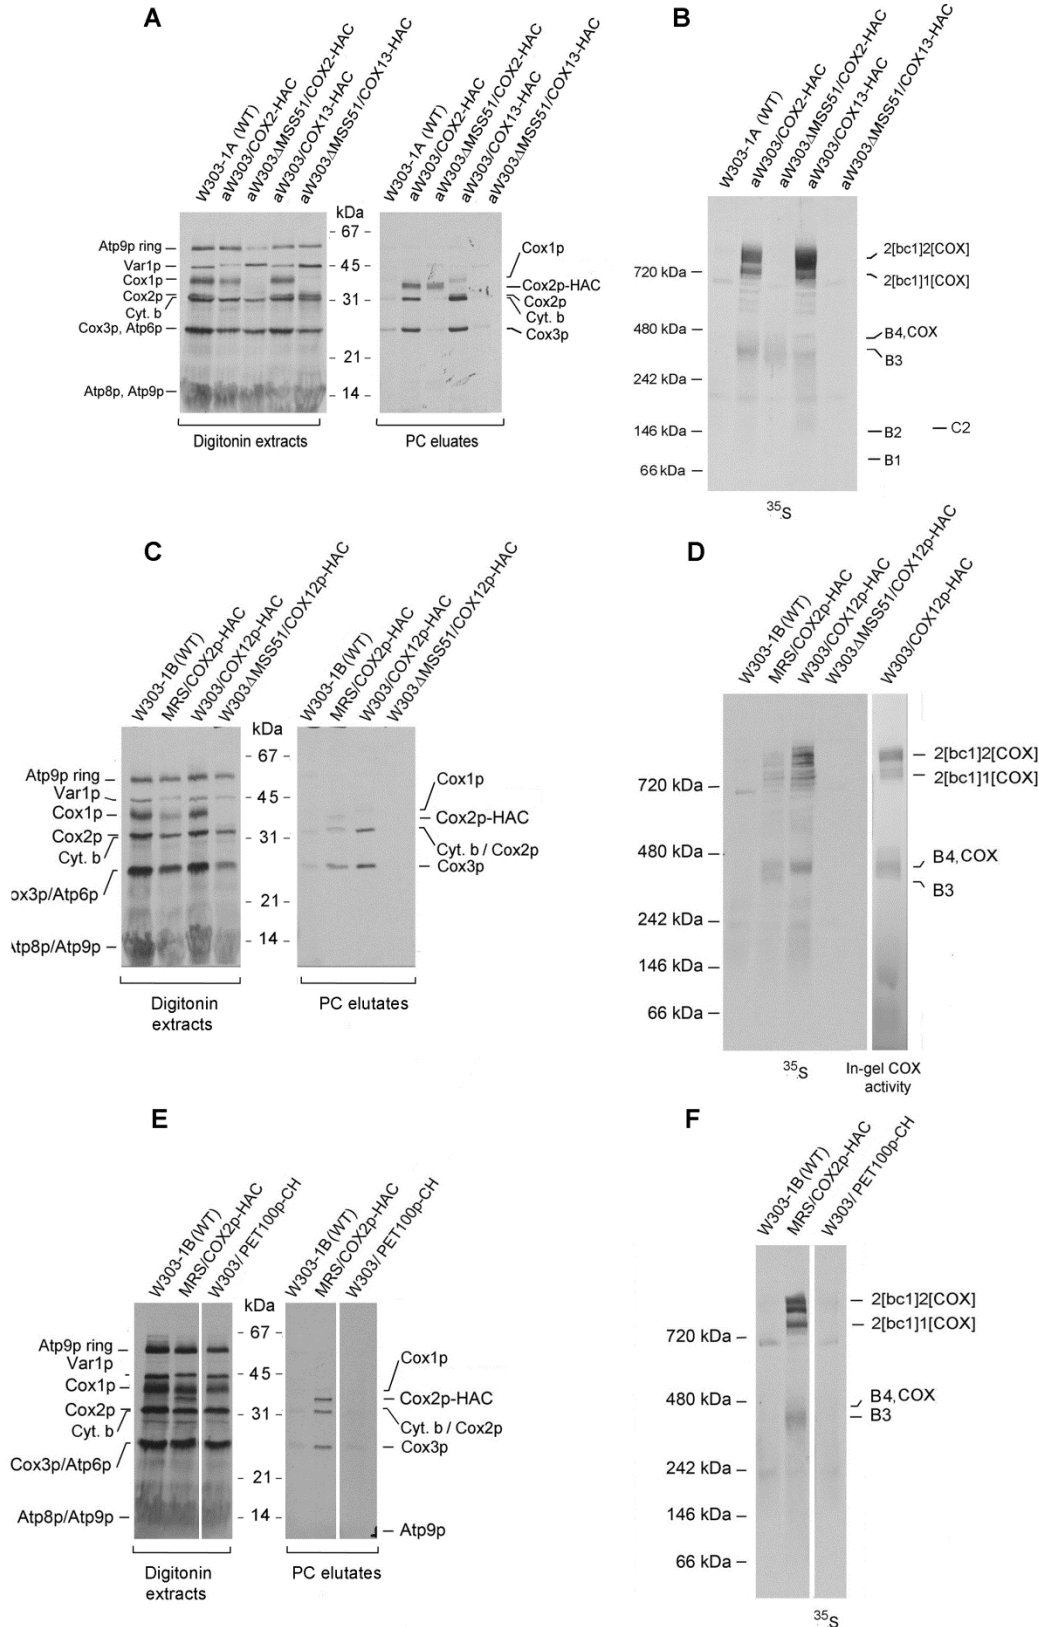 A
W303-1A (WT)
aW303/COX2-HAC
aW303ΔMSS51/COX2-HAC
aW303/COX13-HAC
aW303ΔMSS51/COX13-HAC
W303-1A (WT)
aW303/COX2-HAC
aW303ΔMSS51/COX2-HAC
aW303/COX13-HAC
aW303ΔMSS51/COX13-HAC
kDa
Atp9p ring
Var1p
Cox1p
Cox2p
Cyt. b
Cox3p, Atp6p
Atp8p, Atp9p
- 67 -
- 45 -
- 31 -
- 21 -
- 14 -
Cox1p
Cox2p-HAC
Cox2p
Cyt. b
Cox3p
Digitonin extracts
PC eluates
B
W303-1A (WT)
aW303/COX2-HAC
aW303ΔMSS51/COX2-HAC
aW303/COX13-HAC
aW303ΔMSS51/COX13-HAC
720 kDa
480 kDa
242 kDa
146 kDa
66 kDa
2[bc1]2[COX]
2[bc1]1[COX]
B4,COX
B3
B2
C2
B1
35S
C
W303-1B(WT)
MRS/COX2p-HAC
W303/COX12p-HAC
W303ΔMSS51/COX12p-HAC
W303-1B(WT)
MRS/COX2p-HAC
W303/COX12p-HAC
W303ΔMSS51/COX12p-HAC
kDa
Atp9p ring
Var1p
Cox1p
Cox2p
Cyt. b
ox3p/Atp6p
Atp8p/Atp9p
- 67 -
- 45 -
- 31 -
- 21 -
- 14 -
Cox1p
Cox2p-HAC
Cyt. b / Cox2p
Cox3p
Digitonin
extracts
PC elutates
D
W303-1B(WT)
MRS/COX2p-HAC
W303/COX12p-HAC
W303ΔMSS51/COX12p-HAC
W303/COX12p-HAC
720 kDa
480 kDa
242 kDa
146 kDa
66 kDa
2[bc1]2[COX]
2[bc1]1[COX]
B4,COX
B3
35S
In-gel COX
activity
E
W303-1B(WT)
MRS/COX2p-HAC
W303/ PET100p-CH
W303-1B(WT)
MRS/COX2p-HAC
W303/ PET100p-CH
kDa
Atp9p ring
Var1p
Cox1p
Cox2p
Cyt. b
Cox3p/Atp6p
Atp8p/Atp9p
- 67 -
- 45 -
- 31 -
- 21 -
- 14 -
Cox1p
Cox2p-HAC
Cyt. b / Cox2p
Cox3p
Atp9p
Digitonin
extracts
PC eluates
F
W303-1B(WT)
MRS/COX2p-HAC
W303/ PET100p-CH
720 kDa
480 kDa
242 kDa
146 kDa
66 kDa
2[bc1]2[COX]
2[bc1]1[COX]
B4,COX
B3
35S